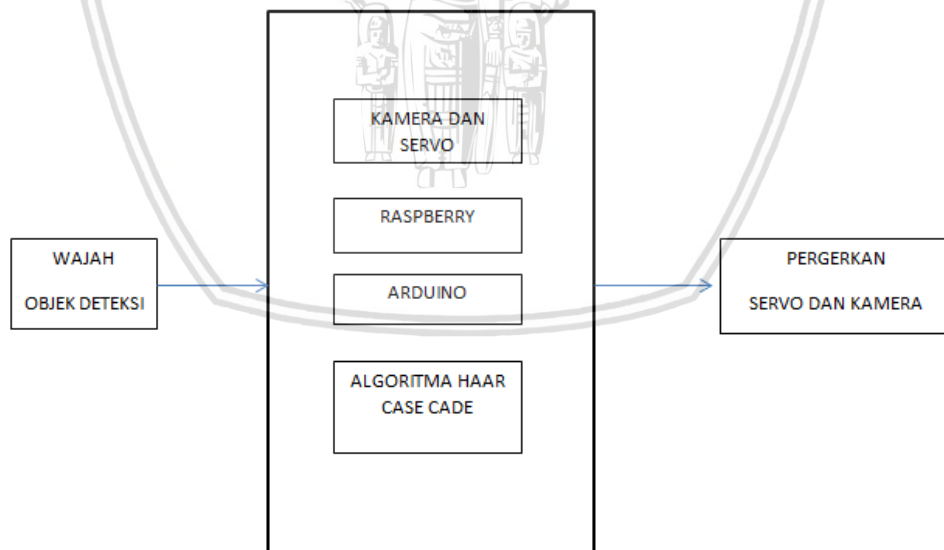 WAJAH
OBJEK DETEKSI
KAMERA DAN
SERVO
RASPBERRY
ARDUINO
ALGORITMA HAAR
CASE CADE
PERGERKAN
SERVO DAN KAMERA